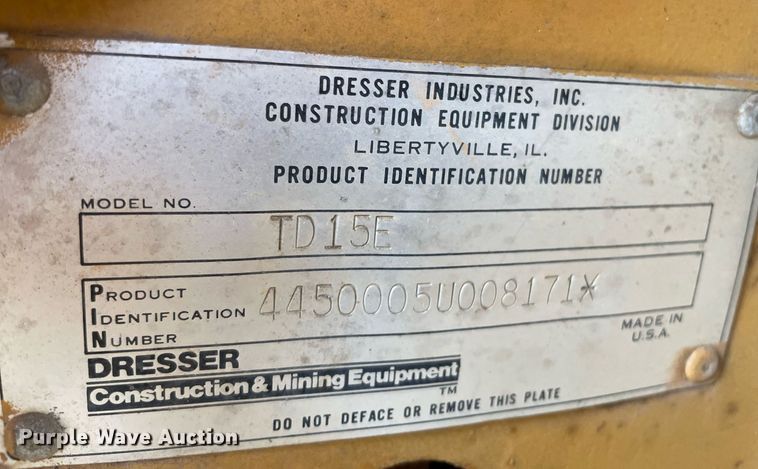 DRESSER INDUSTRIES, INC.
CONSTRUCTION EQUIPMENT DIVISION
LIBERTYVILLE, IL.
PRODUCT IDENTIFICATION NUMBER
MODEL NO.
TD15E
PRODUCT
IDENTIFICATION
NUMBER
4450005U008171*
MADE IN
U.S.A.
DRESSER
Construction & Mining Equipment
TM
DO NOT DEFACE OR REMOVE THIS PLATE
Purple Wave Auction